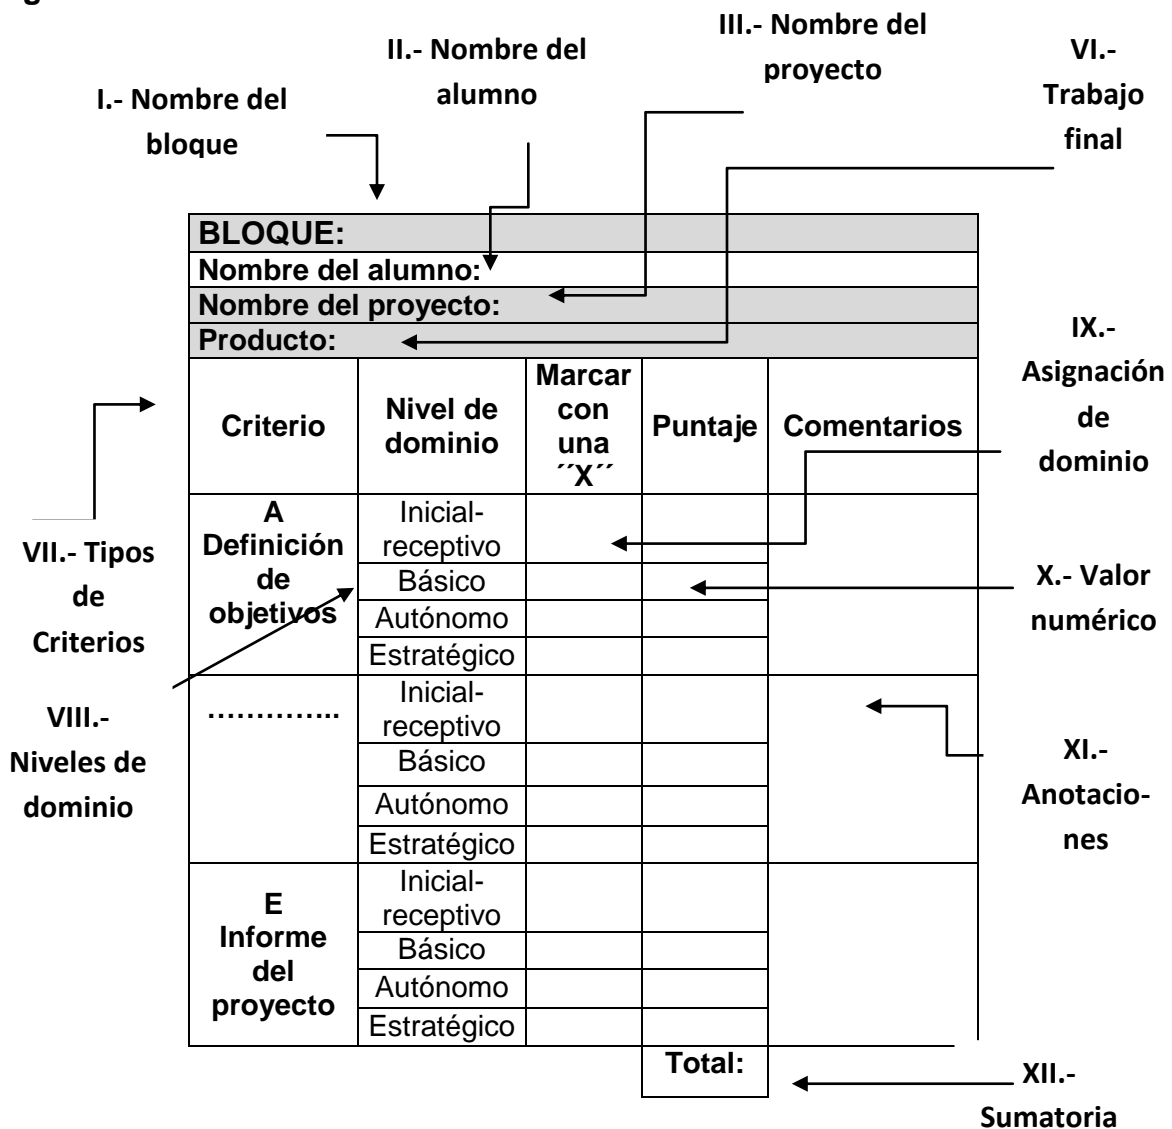 III.- Nombre del
proyecto
II.- Nombre del
alumno
VI.-
Trabajo
final
I.- Nombre del
bloque
BLOQUE:
Nombre del alumno:
Nombre del proyecto:
Producto:
Criterio
Nivel de
dominio
Marcar
con
una
´´X´´
Puntaje
Comentarios
IX.-
Asignación
de
dominio
A
Definición
de
objetivos
Inicial-
receptivo
Básico
Autónomo
Estratégico
VII.- Tipos
de
Criterios
X.- Valor
numérico
…………..
Inicial-
receptivo
Básico
Autónomo
Estratégico
VIII.-
Niveles de
dominio
XI.-
Anotacio-
nes
E
Informe
del
proyecto
Inicial-
receptivo
Básico
Autónomo
Estratégico
Total:
XII.-
Sumatoria